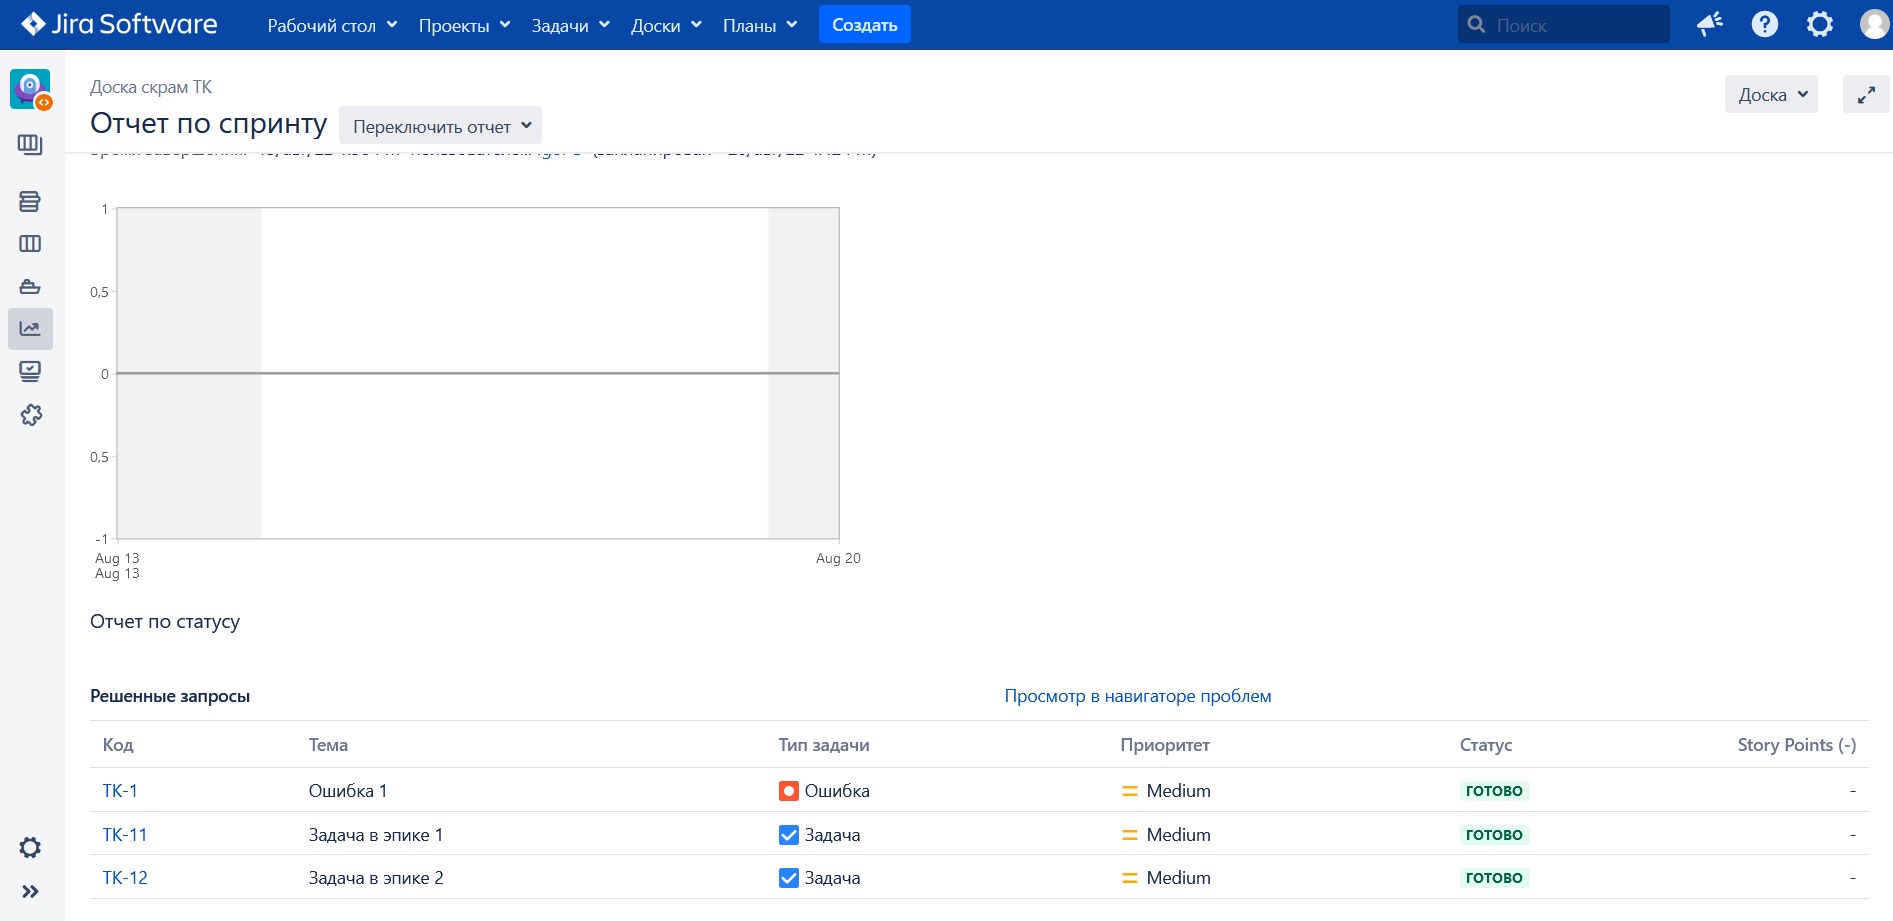 Jira Software Рабочий стол Проекты Задачи Доски Планы Создать Поиск
Доска скрам ТК
Отчет по спринту Переключить отчет Доска
1
0,5
0
0,5
-1
Aug 13 Aug 20
Aug 13
Отчет по статусу
Решенные запросы Просмотр в навигаторе проблем
Код Тема Тип задачи Приоритет Статус Story Points (-)
TK-1 Ошибка 1 Ошибка Medium ГОТОВО -
TK-11 Задача в эпике 1 Задача Medium ГОТОВО -
TK-12 Задача в эпике 2 Задача Medium ГОТОВО -